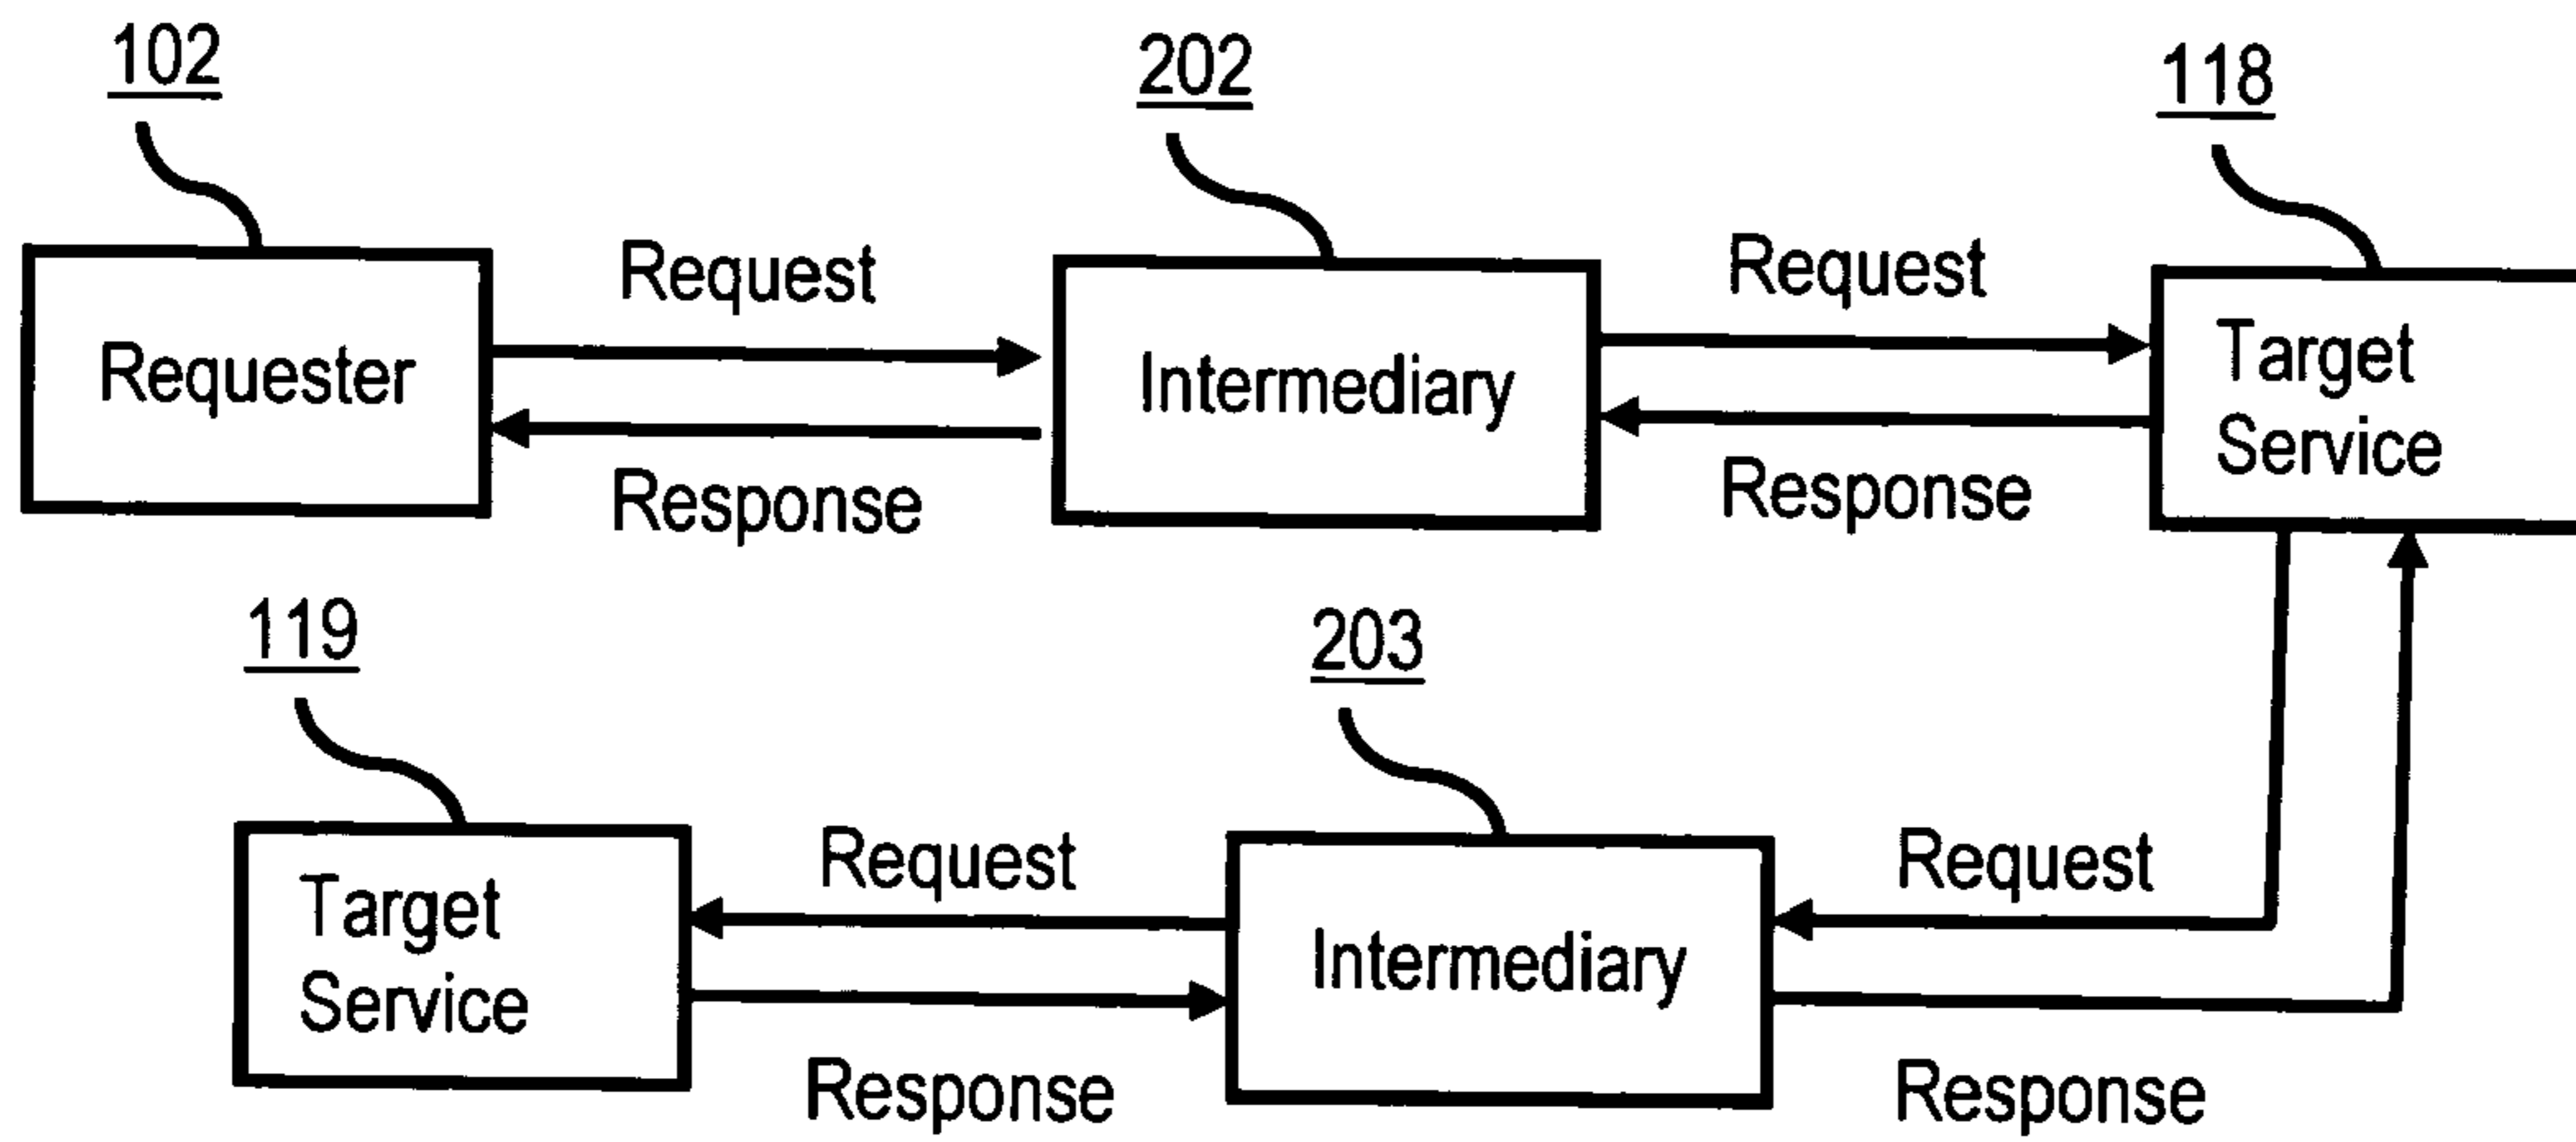 102
202
118
Request
Request
Requester
Intermediary
Target
Service
Response
Response
119
203
Request
Request
Target
Service
Intermediary
Response
Response